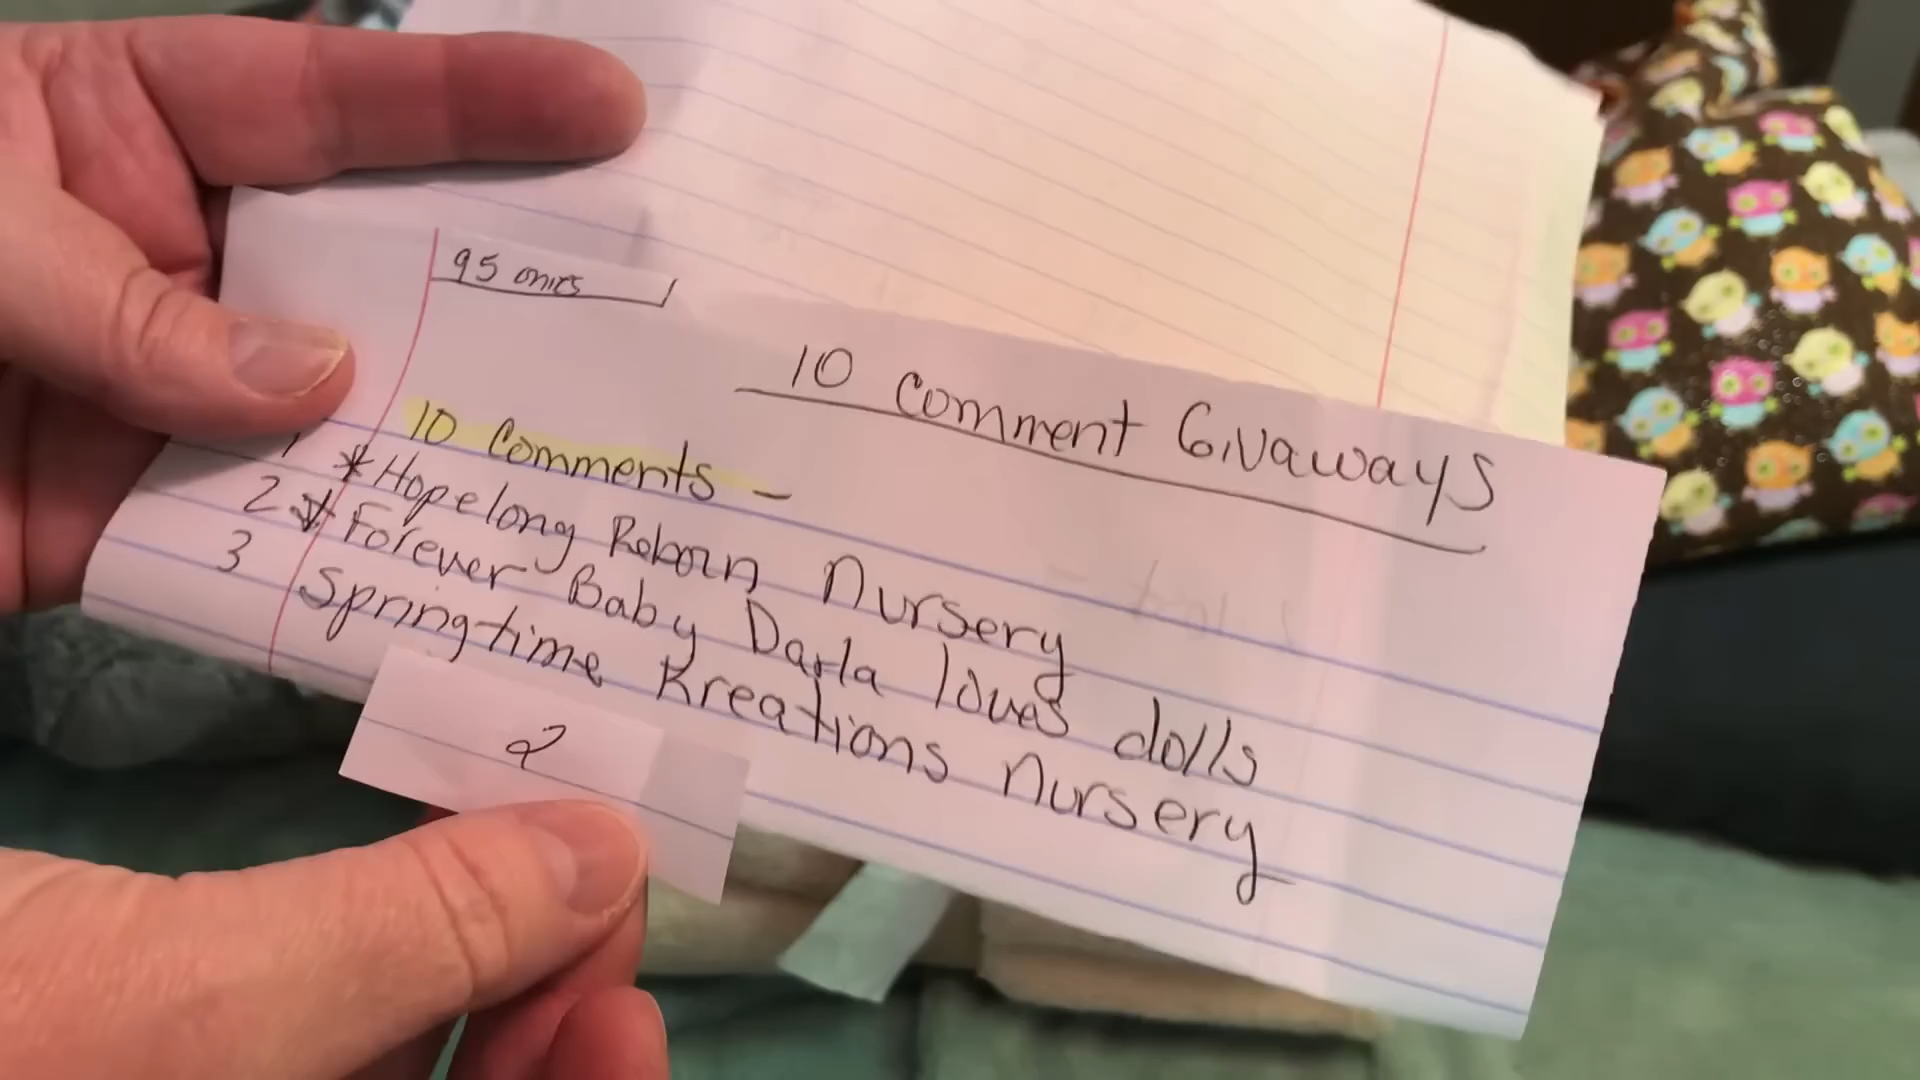 95 onies
10 Comment Givaways
10 Comments -
1 *Hopelong Reborn Nursery
2 * Forever Baby Darla loves dolls
3 Springtime Kreations Nursery
2